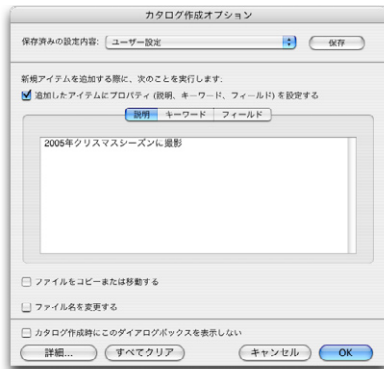 カタログ作成オプション
保存済みの設定内容: ユーザー設定 保存
新規アイテムを追加する際に、次のことを実行します:
追加したアイテムにプロパティ (説明、キーワード、フィールド) を設定する
説明 キーワード フィールド
2005年クリスマスシーズンに撮影
ファイルをコピーまたは移動する
ファイル名を変更する
カタログ作成時にこのダイアログボックスを表示しない
詳細... すべてクリア キャンセル OK